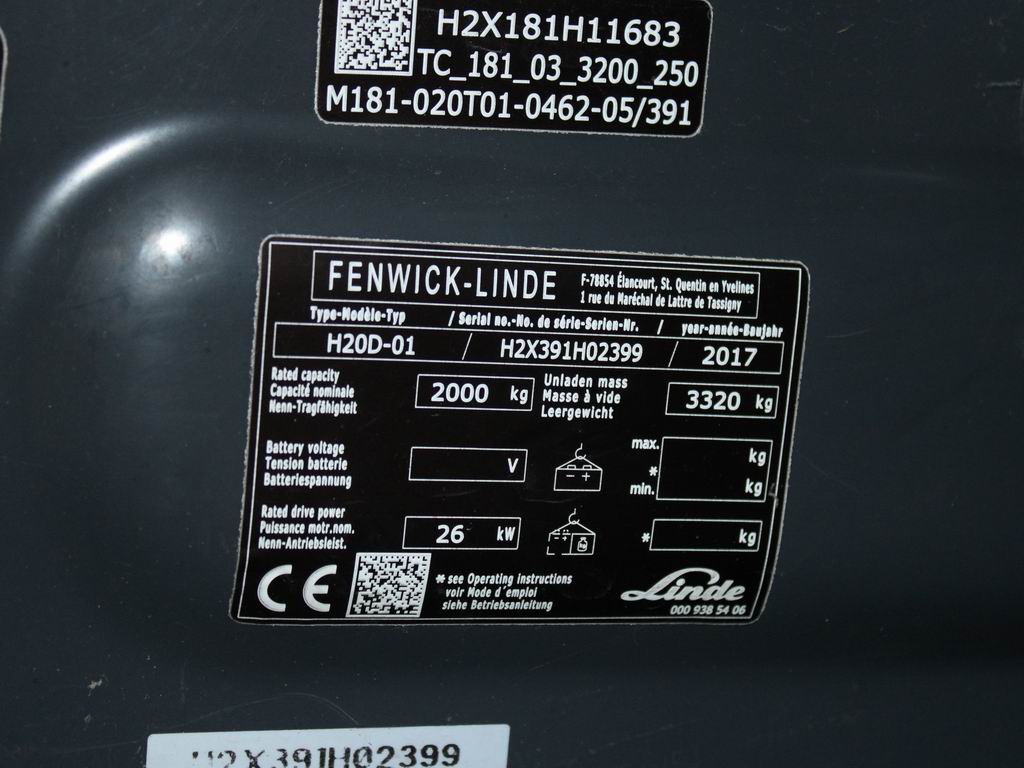 H2X181H11683
TC_181_03_3200_250
M181-020T01-0462-05/391
FENWICK-LINDE
F-78854 Élancourt, St. Quentin en Yvelines
1 rue du Maréchal de Lattre de Tassigny
Type-Modèle-Typ / Serial no.-No. de série-Serien-Nr. / year-année-Baujahr
H20D-01 / H2X391H02399 / 2017
Rated capacity
Capacité nominale
Nenn-Tragfähigkeit
2000 kg
Unladen mass
Masse à vide
Leergewicht
3320 kg
Battery voltage
Tension batterie
Batteriespannung
V
max. kg
*
min. kg
Rated drive power
Puissance motr.nom.
Nenn-Antriebsleist.
26 kW
* kg
CE
* see Operating instructions
voir Mode d'emploi
siehe Betriebsanleitung
Linde
000 938 54 06
H2X391H02399